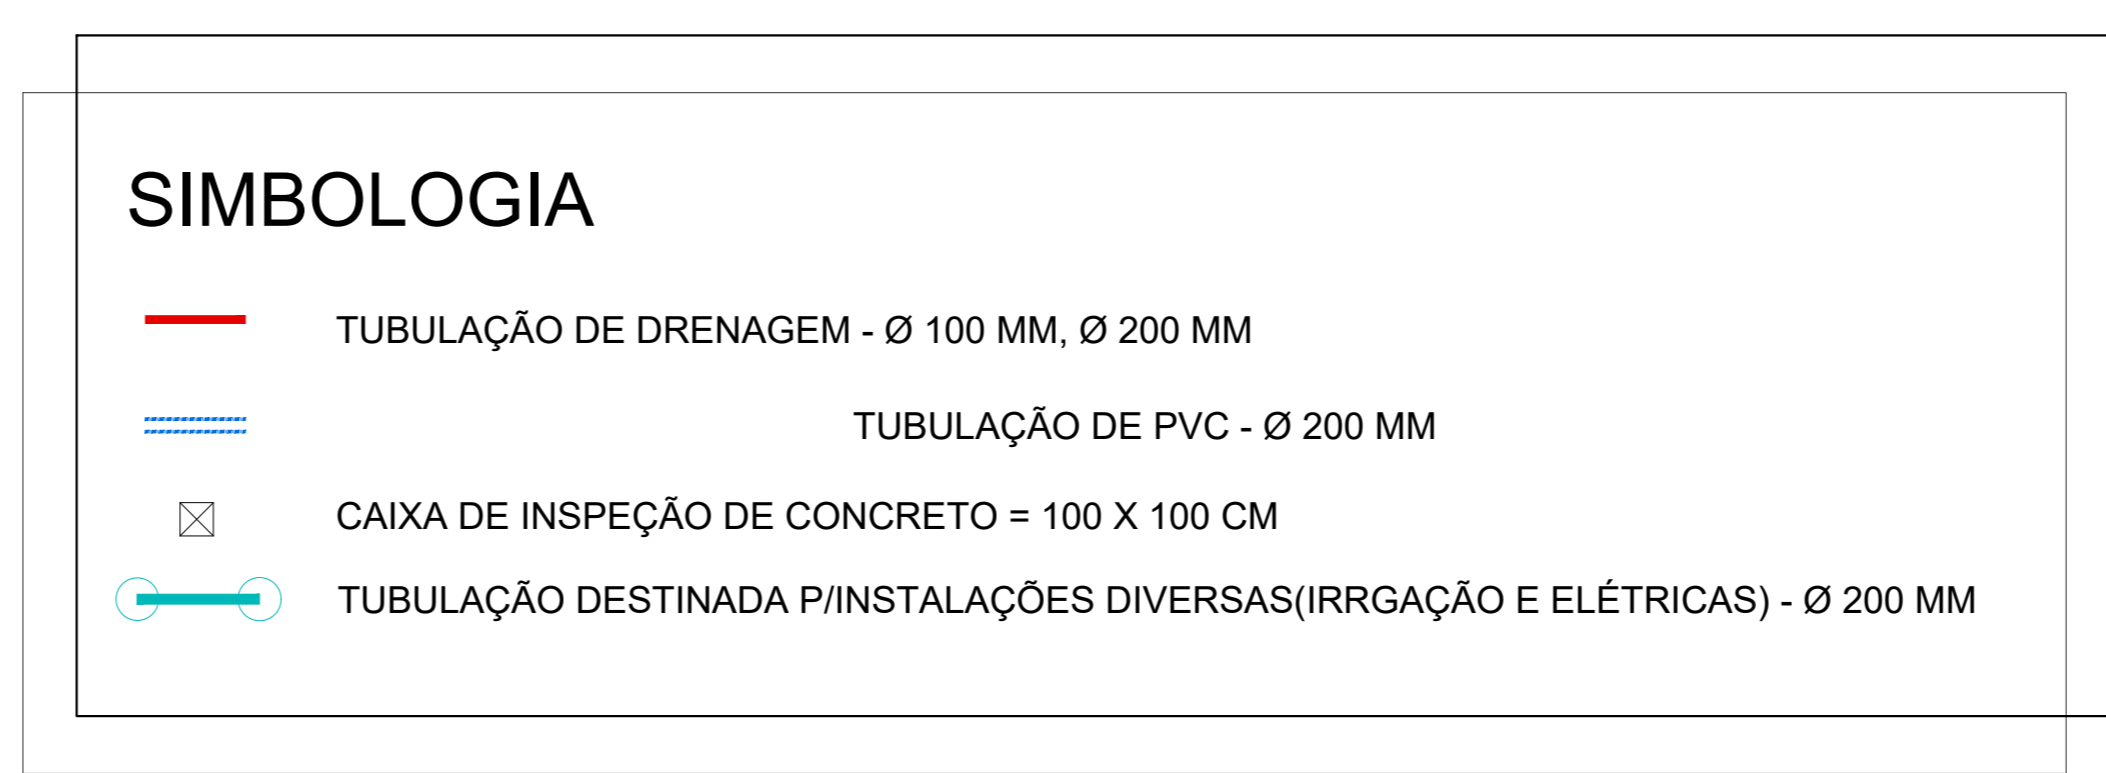 SIMBOLOGIA
TUBULAÇÃO DE DRENAGEM - Ø 100 MM, Ø 200 MM
TUBULAÇÃO DE PVC - Ø 200 MM
CAIXA DE INSPEÇÃO DE CONCRETO = 100 X 100 CM
TUBULAÇÃO DESTINADA P/INSTALAÇÕES DIVERSAS(IRRGAÇÃO E ELÉTRICAS) - Ø 200 MM